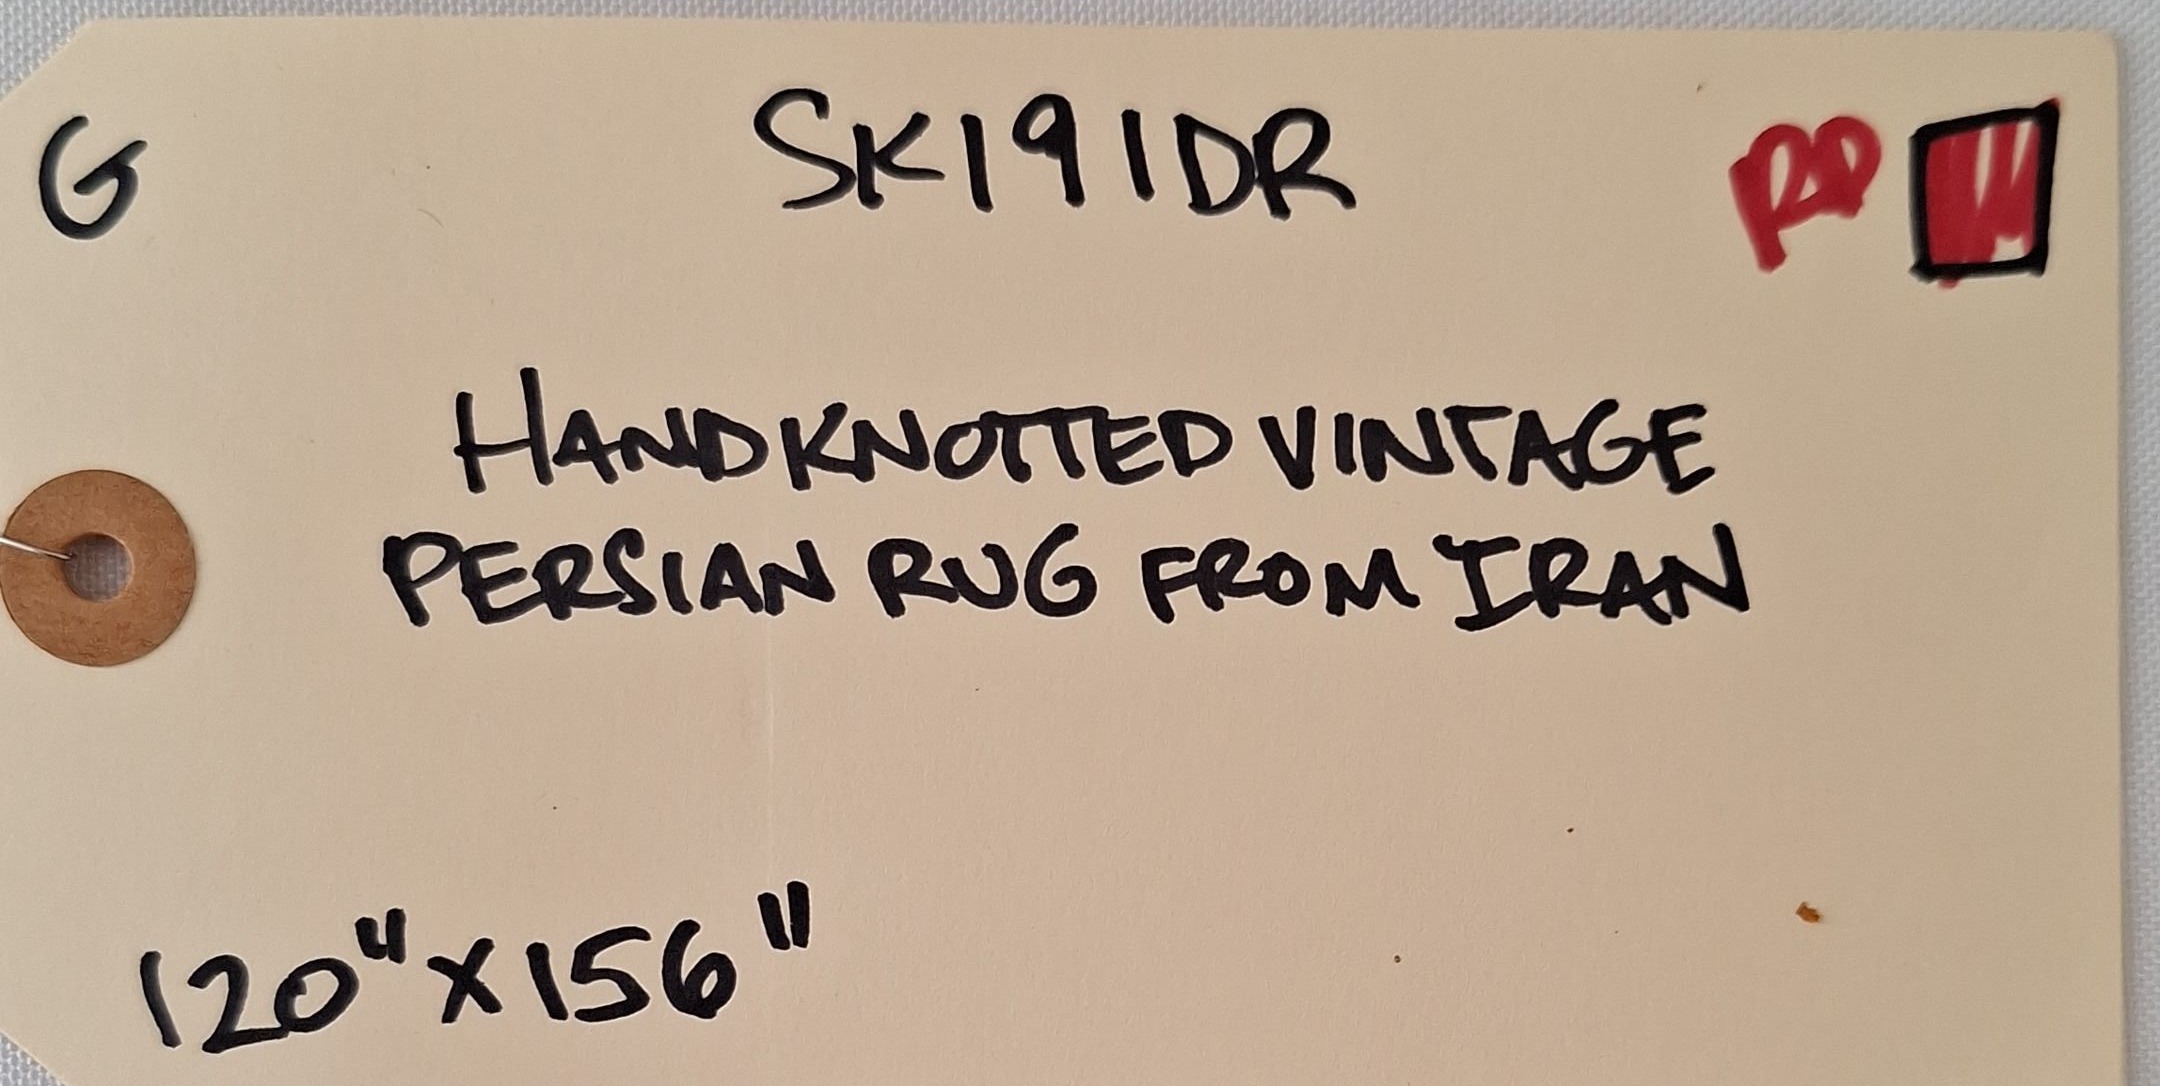 G
SK191DR
HANDKNOTTED VINTAGE
PERSIAN RUG FROM IRAN
120"x156"